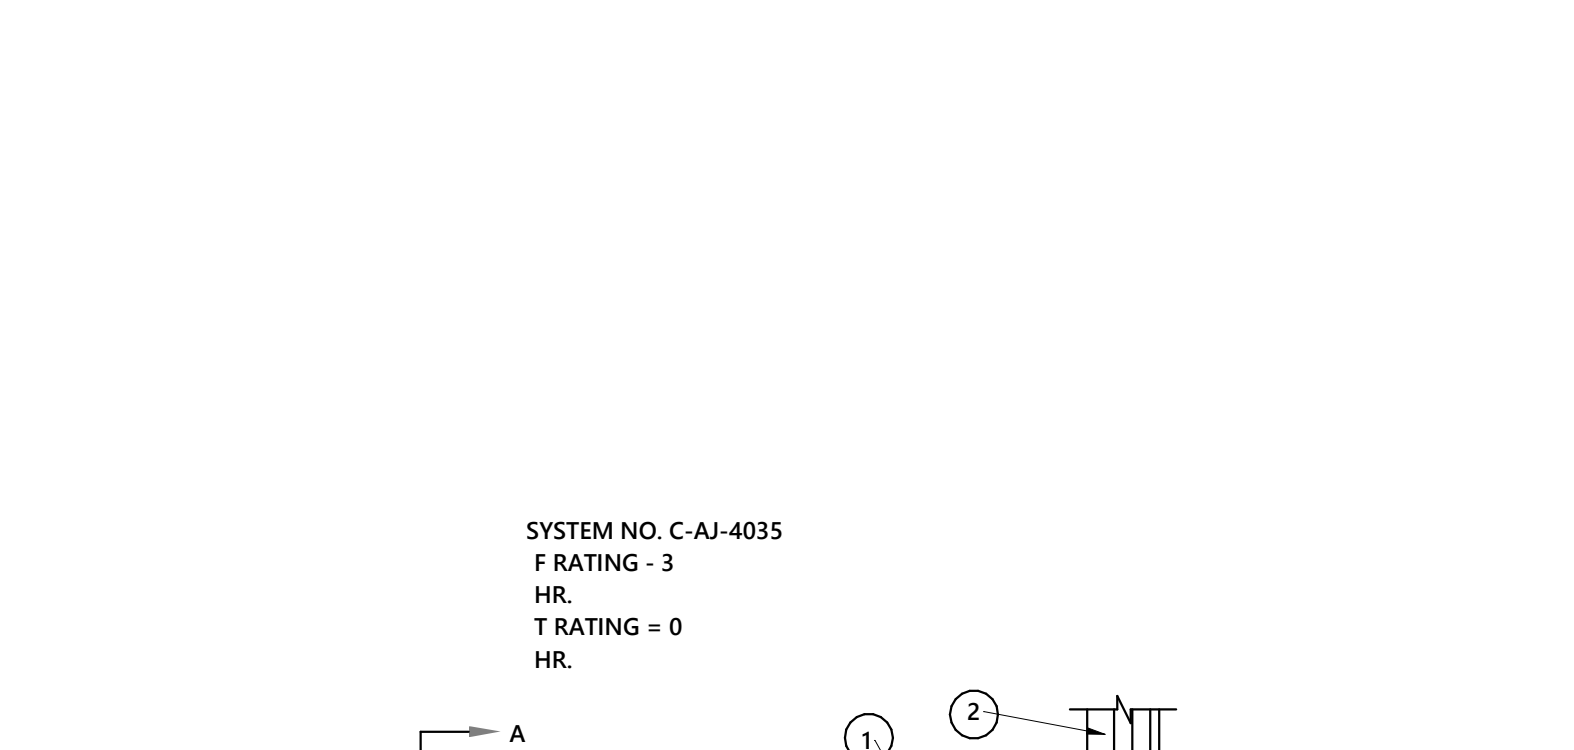 SYSTEM NO. C-AJ-4035
F RATING - 3
HR.
T RATING = 0
HR.
2
A
1